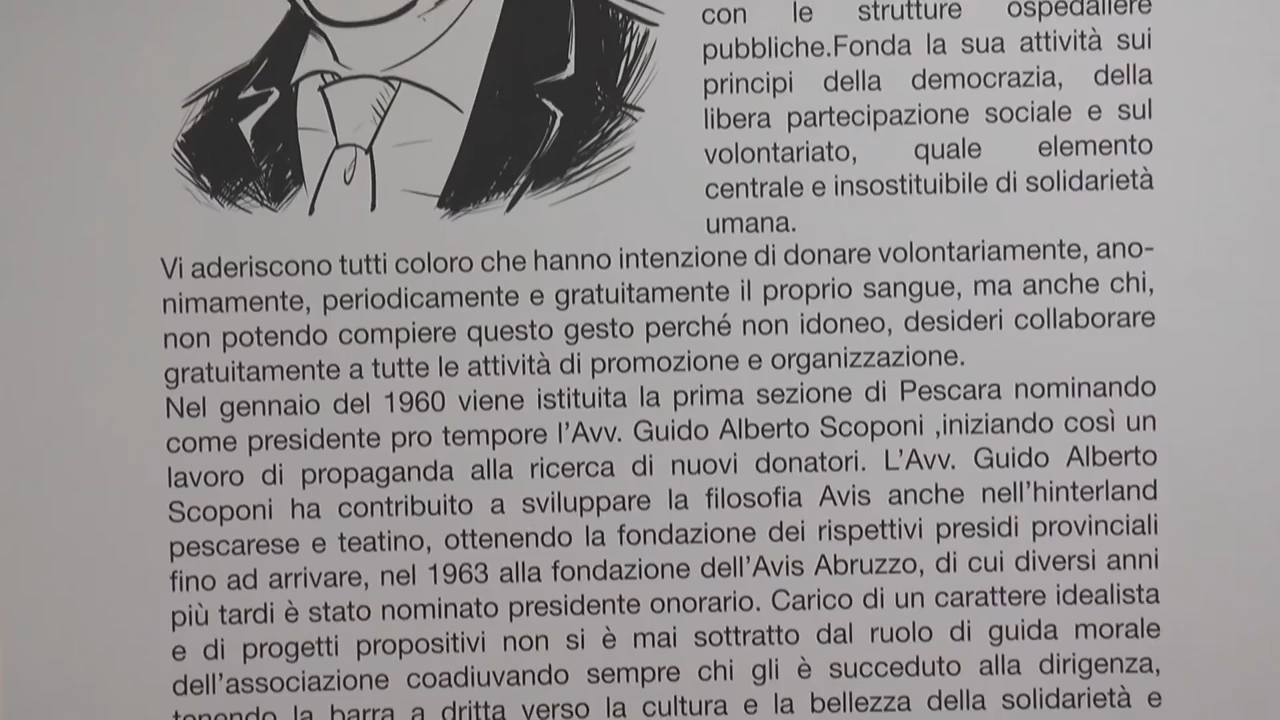 con le strutture ospedaliere
pubbliche.Fonda la sua attività sui
principi della democrazia, della
libera partecipazione sociale e sul
volontariato, quale elemento
centrale e insostituibile di solidarietà
umana.
Vi aderiscono tutti coloro che hanno intenzione di donare volontariamente, ano-
nimamente, periodicamente e gratuitamente il proprio sangue, ma anche chi,
non potendo compiere questo gesto perché non idoneo, desideri collaborare
gratuitamente a tutte le attività di promozione e organizzazione.
Nel gennaio del 1960 viene istituita la prima sezione di Pescara nominando
come presidente pro tempore l'Avv. Guido Alberto Scoponi ,iniziando così un
lavoro di propaganda alla ricerca di nuovi donatori. L'Avv. Guido Alberto
Scoponi ha contribuito a sviluppare la filosofia Avis anche nell'hinterland
pescarese e teatino, ottenendo la fondazione dei rispettivi presidi provinciali
fino ad arrivare, nel 1963 alla fondazione dell'Avis Abruzzo, di cui diversi anni
più tardi è stato nominato presidente onorario. Carico di un carattere idealista
e di progetti propositivi non si è mai sottratto dal ruolo di guida morale
dell'associazione coadiuvando sempre chi gli è succeduto alla dirigenza,
tenendo la barra a dritta verso la cultura e la bellezza della solidarietà e